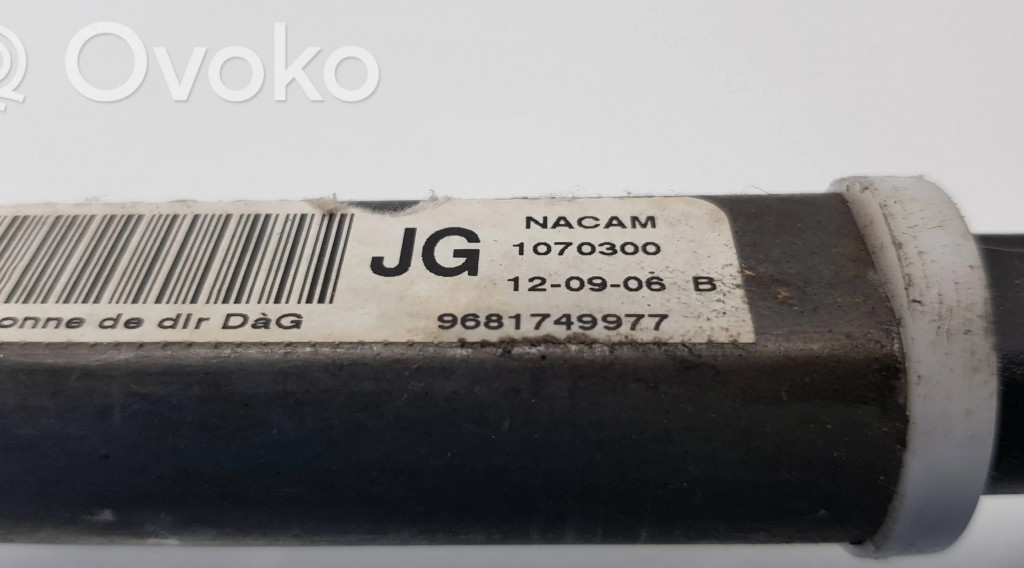 Ovoko
NACAM
JG
1070300
12-09-06 B
onne de dir DàG
9681749977